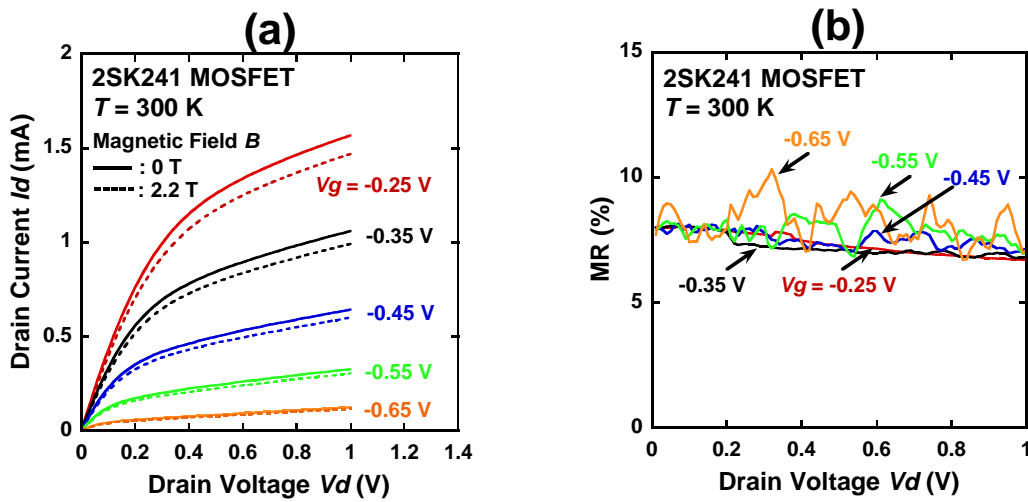 (a)
2SK241 MOSFET
T = 300 K
Magnetic Field B
: 0 T
: 2.2 T
Vg = -0.25 V
-0.35 V
-0.45 V
-0.55 V
-0.65 V
Drain Current Id (mA)
2
1.5
1
0.5
0
0 0.2 0.4 0.6 0.8 1 1.2 1.4
Drain Voltage Vd (V)
(b)
2SK241 MOSFET
T = 300 K
-0.65 V
-0.55 V
-0.45 V
-0.35 V
Vg = -0.25 V
MR (%)
15
10
5
0
0 0.2 0.4 0.6 0.8 1
Drain Voltage Vd (V)